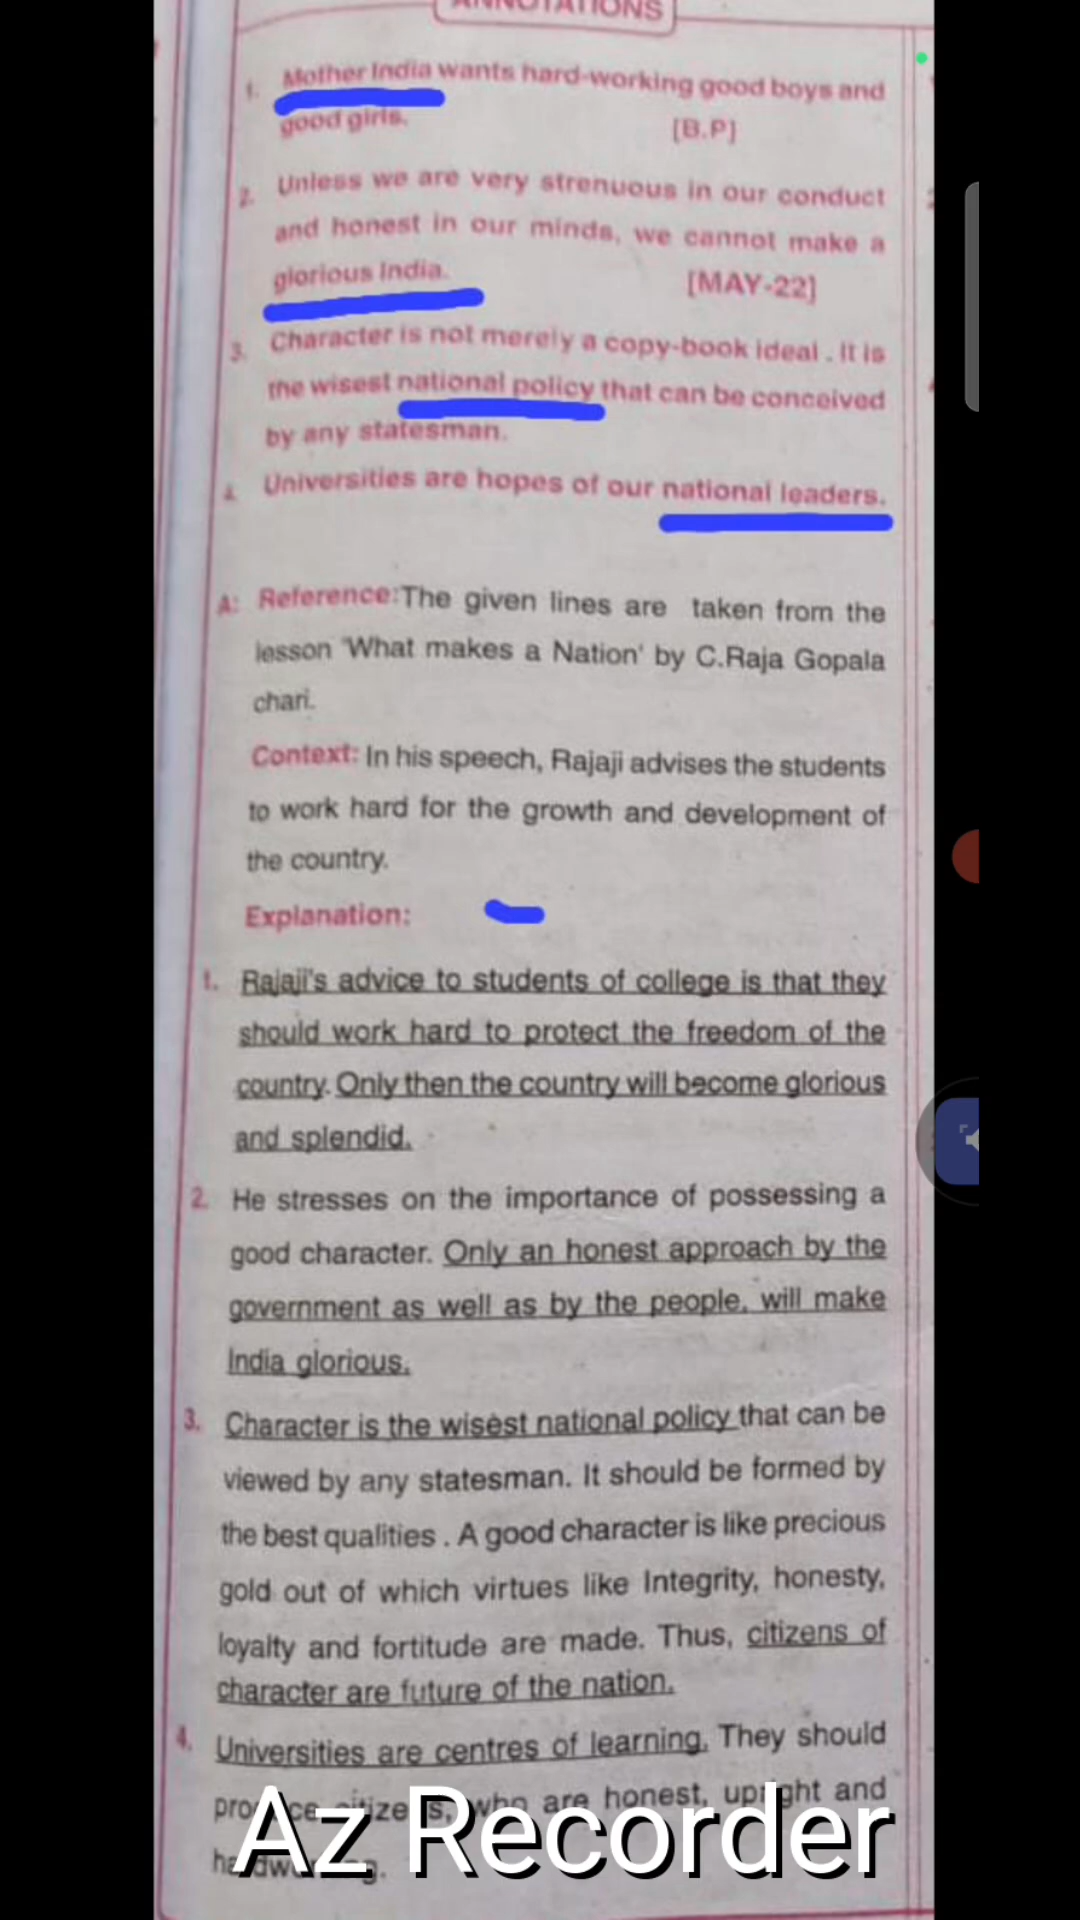 ANNOTATIONS
1. Mother India wants hard-working good boys and
good girls. [B.P]
2. Unless we are very strenuous in our conduct
and honest in our minds, we cannot make a
glorious India. [MAY-22]
3. Character is not merely a copy-book ideal . It is
the wisest national policy that can be conceived
by any statesman.
4. Universities are hopes of our national leaders.
A: Reference:The given lines are taken from the
lesson 'What makes a Nation' by C.Raja Gopala
chari.
Context: In his speech, Rajaji advises the students
to work hard for the growth and development of
the country.
Explanation:
1. Rajaji's advice to students of college is that they
should work hard to protect the freedom of the
country. Only then the country will become glorious
and splendid.
2. He stresses on the importance of possessing a
good character. Only an honest approach by the
government as well as by the people, will make
India glorious.
3. Character is the wisest national policy that can be
viewed by any statesman. It should be formed by
the best qualities . A good character is like precious
gold out of which virtues like Integrity, honesty,
loyalty and fortitude are made. Thus, citizens of
character are future of the nation.
4. Universities are centres of learning. They should
produce citizens, who are honest, upright and
hardworking.
Az Recorder